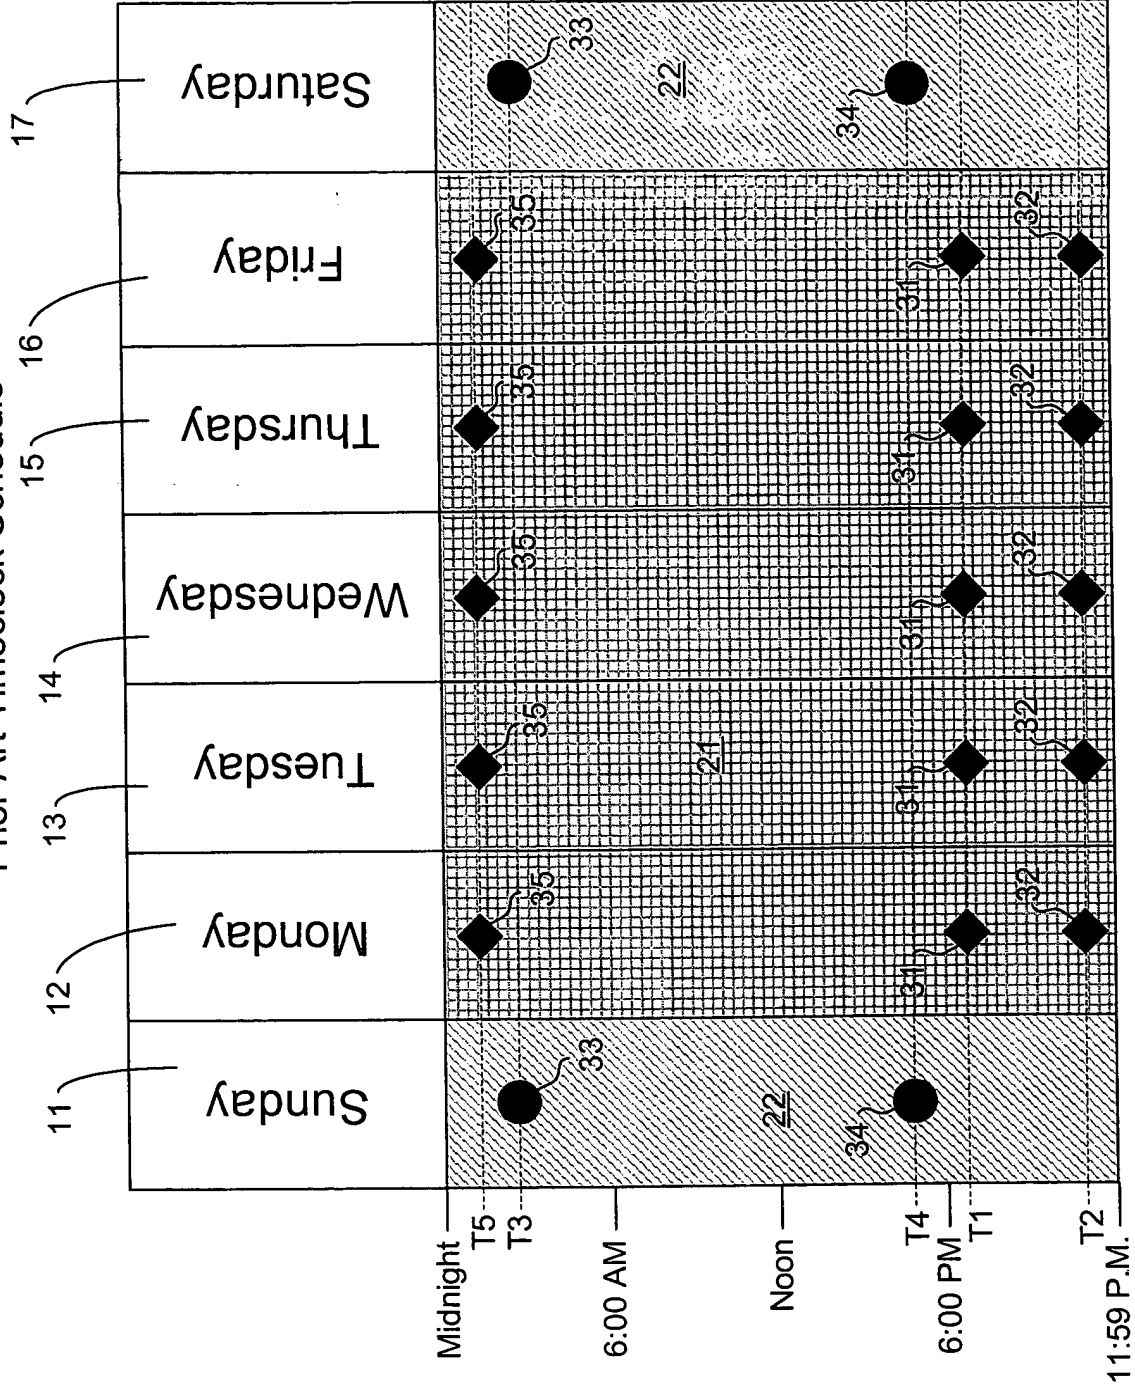 Prior Art Timeclock Schedule
11
12
13
14
15
16
17
Sunday
Monday
Tuesday
Wednesday
Thursday
Friday
Saturday
Midnight
T5
35
35
35
35
35
T3
33
33
6:00 AM
Noon
22
21
22
T4
34
34
6:00 PM
T1
31
31
31
31
31
T2
32
32
32
32
32
11:59 P.M.